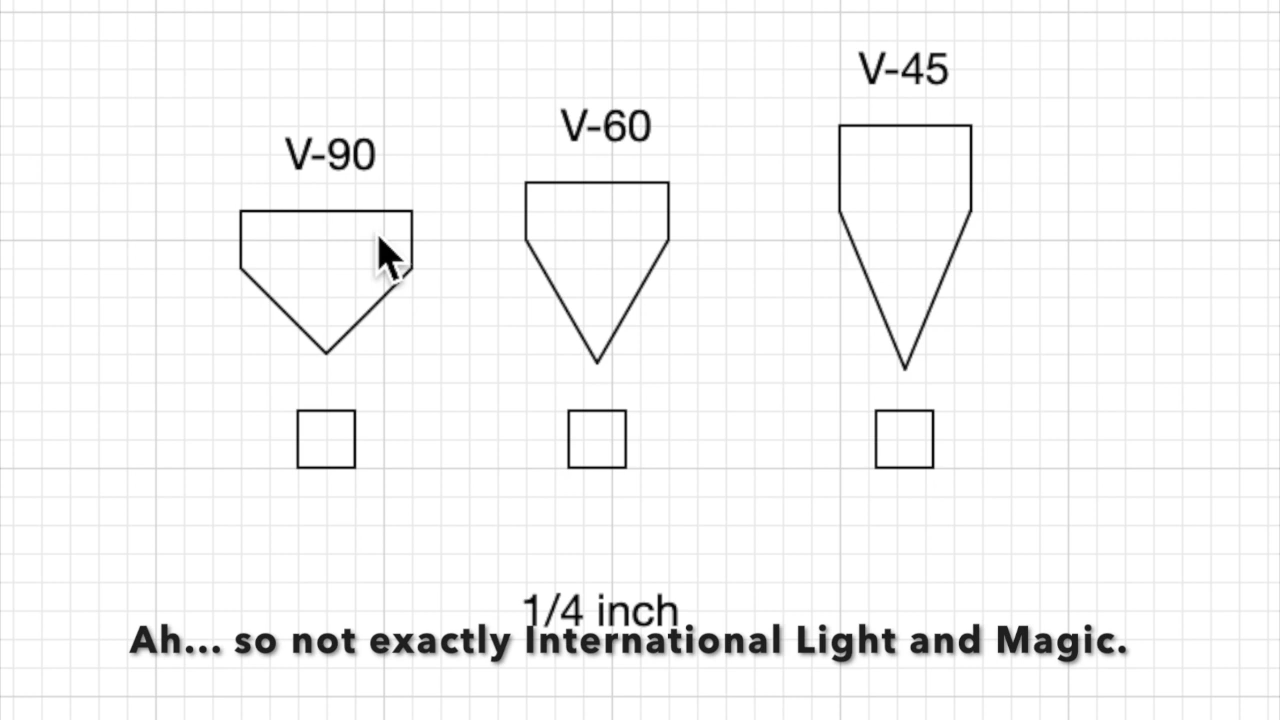 V-45
V-60
V-90
1/4 inch
Ah... so not exactly International Light and Magic.